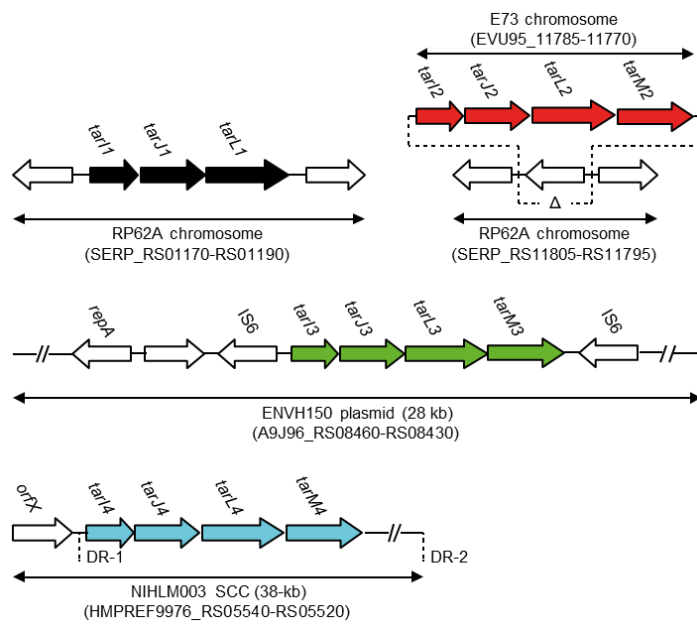 E73 chromosome
(EVU95_11785-11770)
tarI2 tarJ2 tarL2 tarM2
tarI1 tarJ1 tarL1
Δ
RP62A chromosome
(SERP_RS01170-RS01190)
RP62A chromosome
(SERP_RS11805-RS11795)
repA IS6 tarI3 tarJ3 tarL3 tarM3 IS6
ENVH150 plasmid (28 kb)
(A9J96_RS08460-RS08430)
orfX tarI4 tarJ4 tarL4 tarM4
DR-1 DR-2
NIHLM003 SCC (38-kb)
(HMPREF9976_RS05540-RS05520)